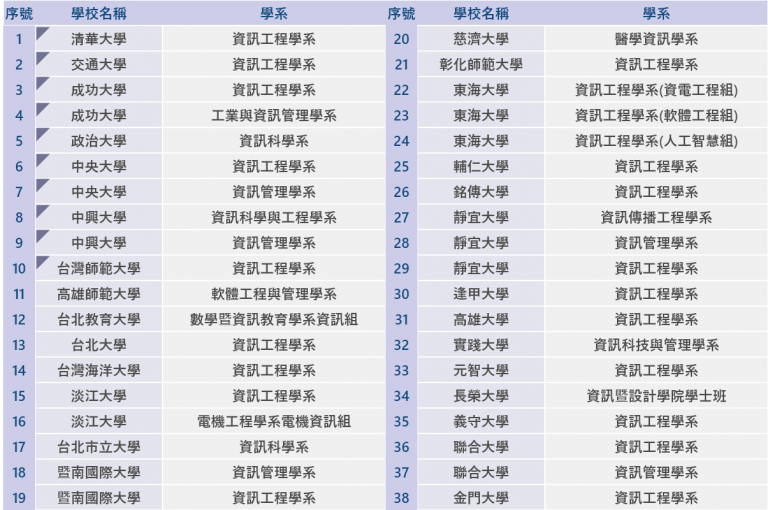 序號 學校名稱 學系 序號 學校名稱 學系
1 清華大學 資訊工程學系 20 慈濟大學 醫學資訊學系
2 交通大學 資訊工程學系 21 彰化師範大學 資訊工程學系
3 成功大學 資訊工程學系 22 東海大學 資訊工程學系(資電工程組)
4 成功大學 工業與資訊管理學系 23 東海大學 資訊工程學系(軟體工程組)
5 政治大學 資訊科學系 24 東海大學 資訊工程學系(人工智慧組)
6 中央大學 資訊工程學系 25 輔仁大學 資訊工程學系
7 中央大學 資訊管理學系 26 銘傳大學 資訊工程學系
8 中興大學 資訊科學與工程學系 27 靜宜大學 資訊傳播工程學系
9 中興大學 資訊管理學系 28 靜宜大學 資訊管理學系
10 台灣師範大學 資訊工程學系 29 靜宜大學 資訊工程學系
11 高雄師範大學 軟體工程與管理學系 30 逢甲大學 資訊工程學系
12 台北教育大學 數學暨資訊教育學系資訊組 31 高雄大學 資訊工程學系
13 台北大學 資訊工程學系 32 實踐大學 資訊科技與管理學系
14 台灣海洋大學 資訊工程學系 33 元智大學 資訊工程學系
15 淡江大學 資訊工程學系 34 長榮大學 資訊暨設計學院學士班
16 淡江大學 電機工程學系電機資訊組 35 義守大學 資訊工程學系
17 台北市立大學 資訊科學系 36 聯合大學 資訊工程學系
18 暨南國際大學 資訊管理學系 37 聯合大學 資訊管理學系
19 暨南國際大學 資訊工程學系 38 金門大學 資訊工程學系